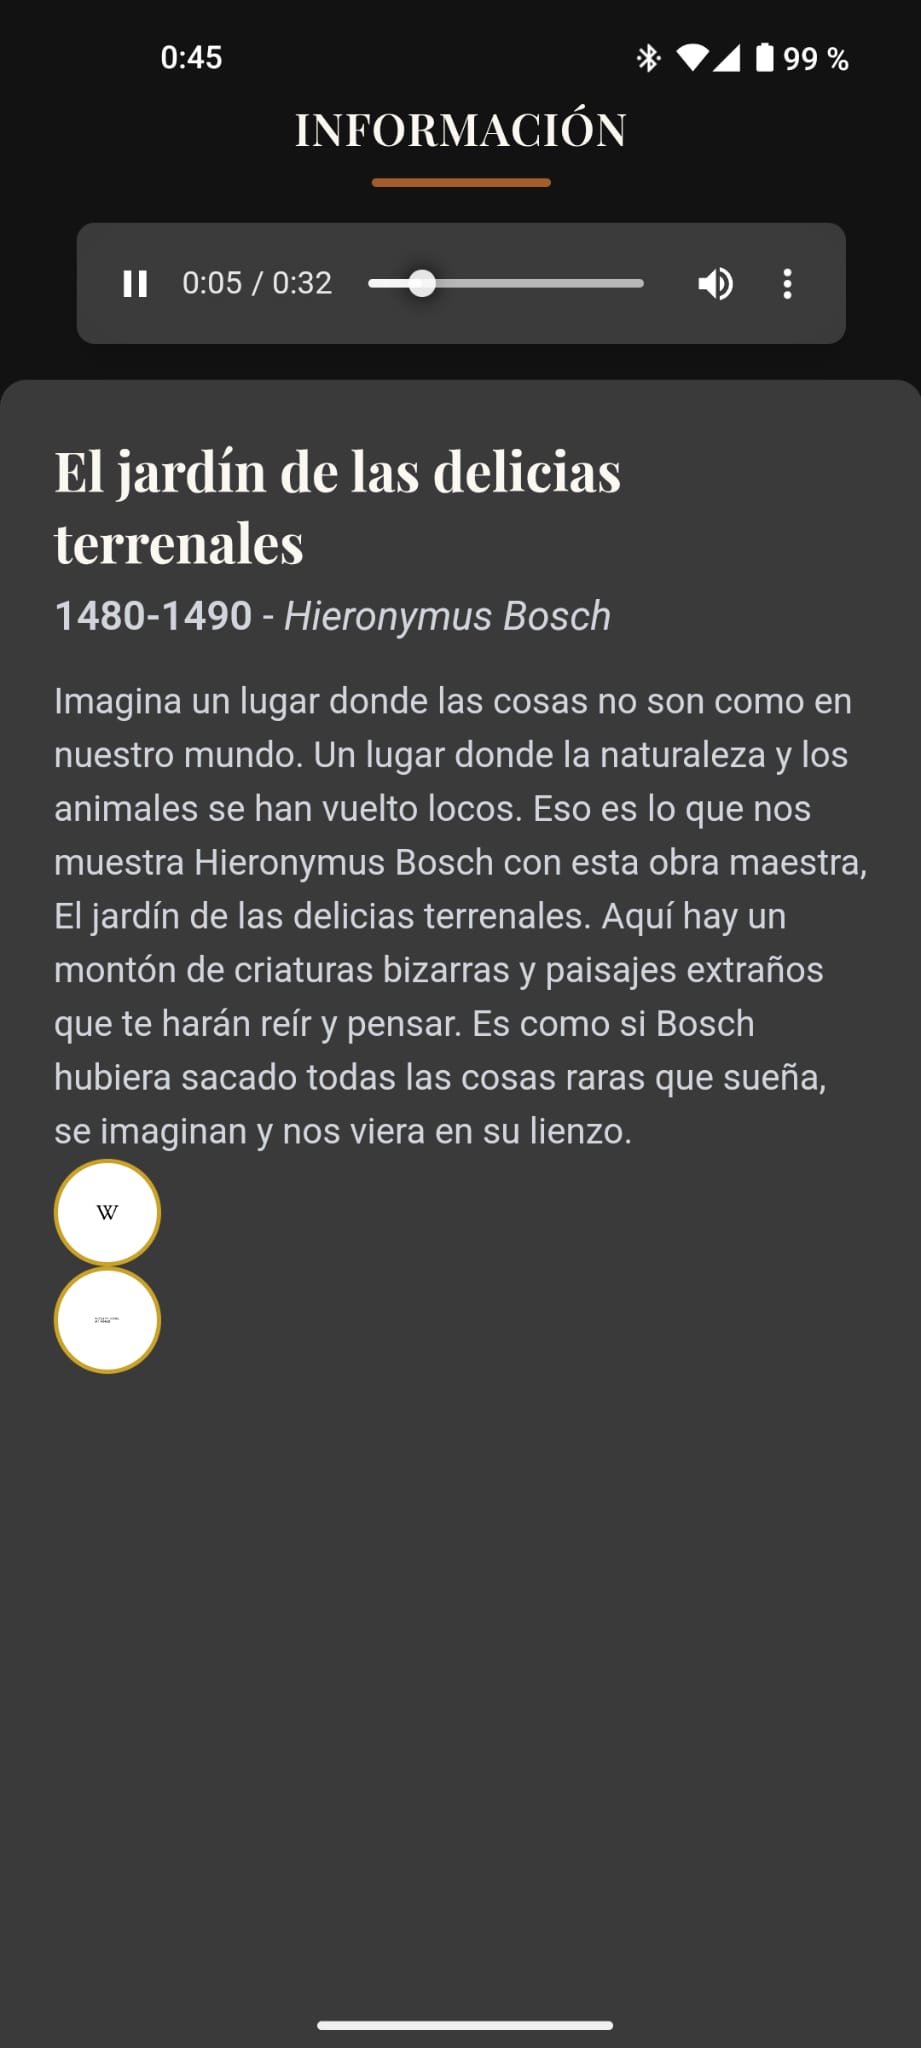 0:45
99 %
INFORMACIÓN
0:05 / 0:32
El jardín de las delicias
terrenales
1480-1490 - Hieronymus Bosch
Imagina un lugar donde las cosas no son como en
nuestro mundo. Un lugar donde la naturaleza y los
animales se han vuelto locos. Eso es lo que nos
muestra Hieronymus Bosch con esta obra maestra,
El jardín de las delicias terrenales. Aquí hay un
montón de criaturas bizarras y paisajes extraños
que te harán reír y pensar. Es como si Bosch
hubiera sacado todas las cosas raras que sueña,
se imaginan y nos viera en su lienzo.
W